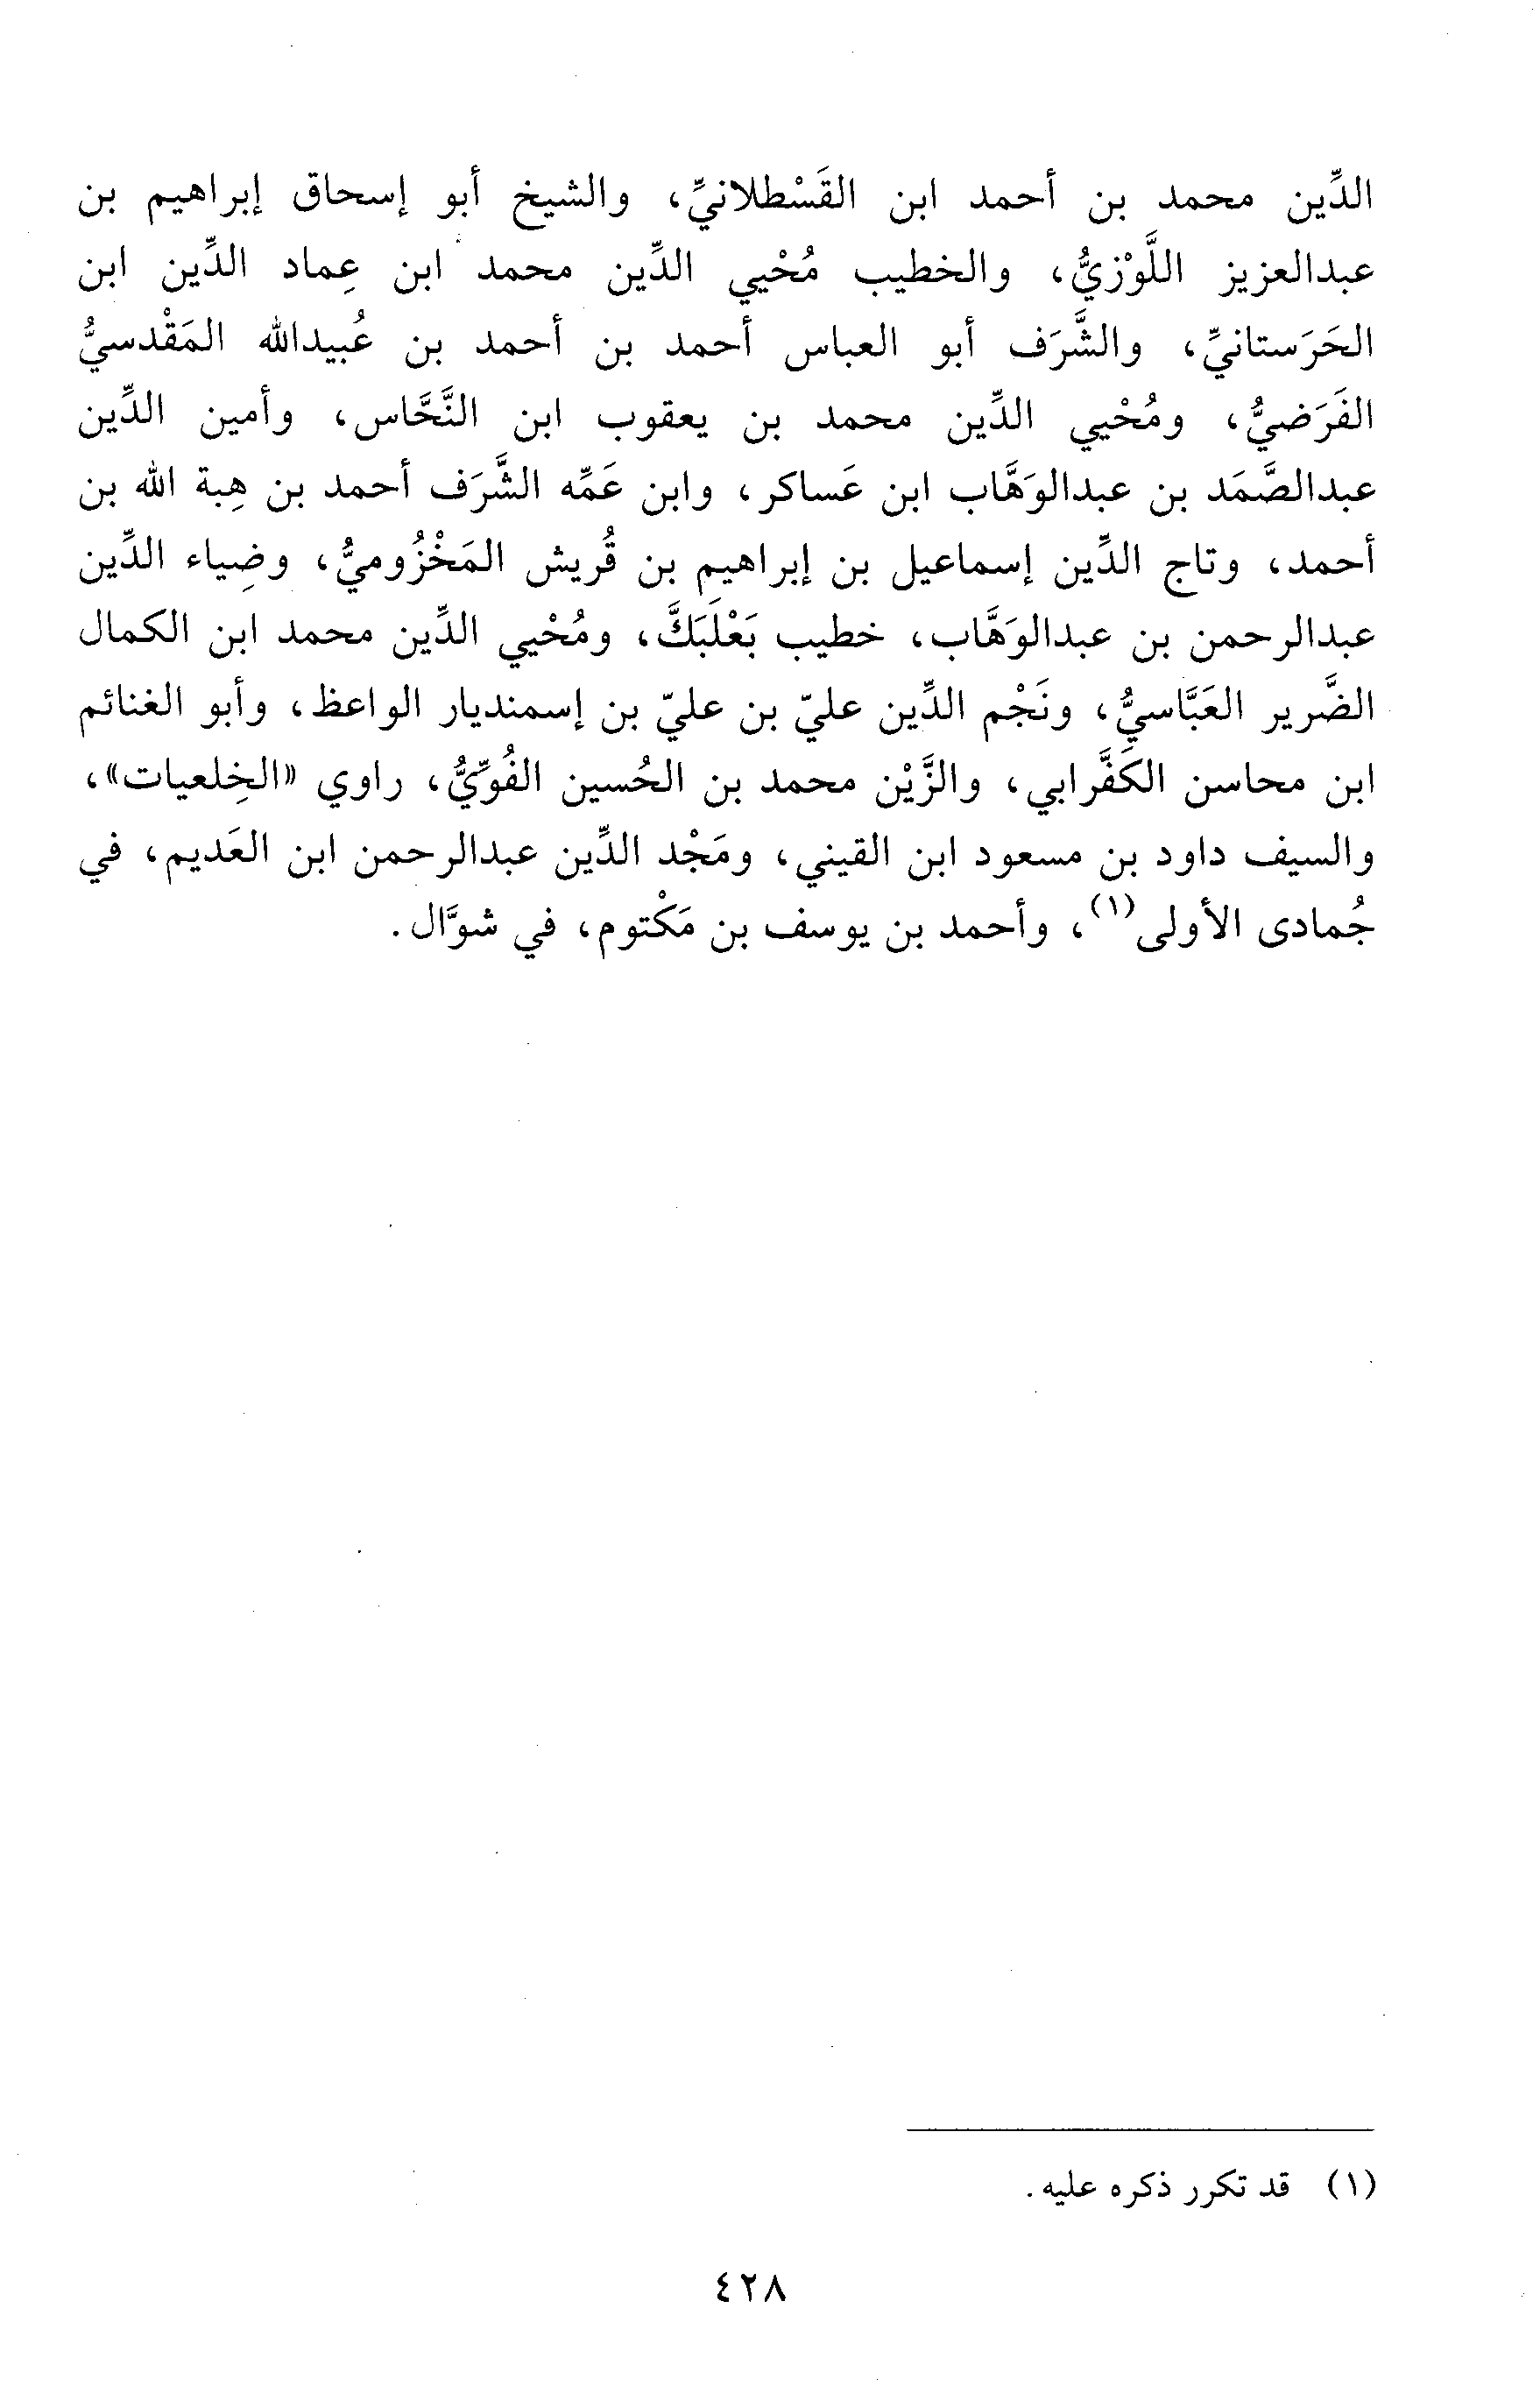 الدِّين محمد بن أحمد ابن القَسْطلانيِّ، والشيخ أبو إسحاق إبراهيم بن
عبدالعزيز اللَّوْزيُّ، والخطيب مُحْيي الدِّين محمد ابن عِماد الدِّين ابن
الحَرَستانيِّ، والشَّرَف أبو العباس أحمد بن أحمد بن عُبيدالله المَقْدسيُّ
الفَرَضيُّ، ومُحْيي الدِّين محمد بن يعقوب ابن النَّحَّاس، وأمين الدِّين
عبدالصَّمَد بن عبدالوَهَّاب ابن عَساكر، وابن عَمِّه الشَّرَف أحمد بن هِبة الله بن
أحمد، وتاج الدِّين إسماعيل بن إبراهيم بن قُريش المَخْزُوميُّ، وضِياء الدِّين
عبدالرحمن بن عبدالوَهَّاب، خطيب بَعْلَبَكَّ، ومُحْيي الدِّين محمد ابن الكمال
الضَّرير العَبَّاسيُّ، ونَجْم الدِّين عليّ بن عليّ بن إسمنديار الواعظ، وأبو الغنائم
ابن محاسن الكَفَّرابي، والزَّيْن محمد بن الحُسين الفُوِّيُّ، راوي «الخِلعيات»،
والسيف داود بن مسعود ابن القيني، ومَجْد الدِّين عبدالرحمن ابن العَديم، في
جُمادى الأولى(١)، وأحمد بن يوسف بن مَكْتوم، في شوَّال.
(١) قد تكرر ذكره عليه.
٤٢٨